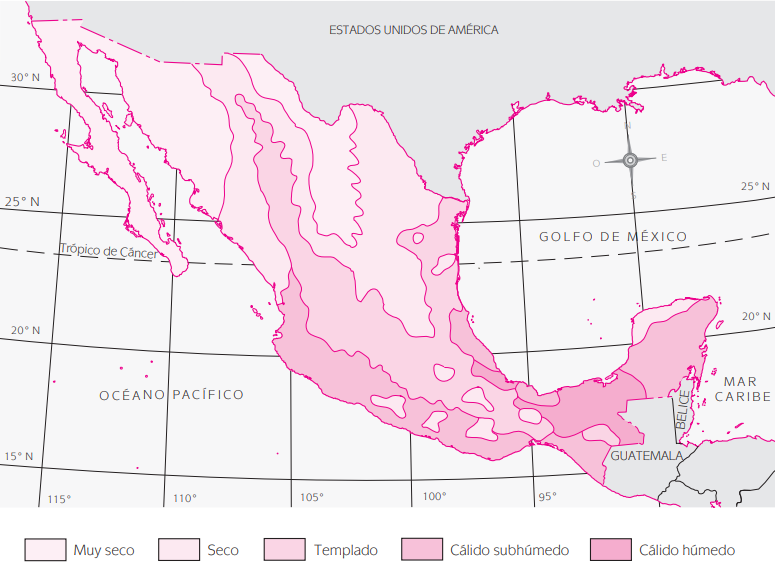 ESTADOS UNIDOS DE AMÉRICA
30° N
N
O
E
S
25° N
25° N
GOLFO DE MÉXICO
Trópico de Cáncer
20° N
20° N
OCÉANO PACÍFICO
MAR
CARIBE
BELICE
15° N
GUATEMALA
115°
110°
105°
100°
95°
Muy seco
Seco
Templado
Cálido subhúmedo
Cálido húmedo